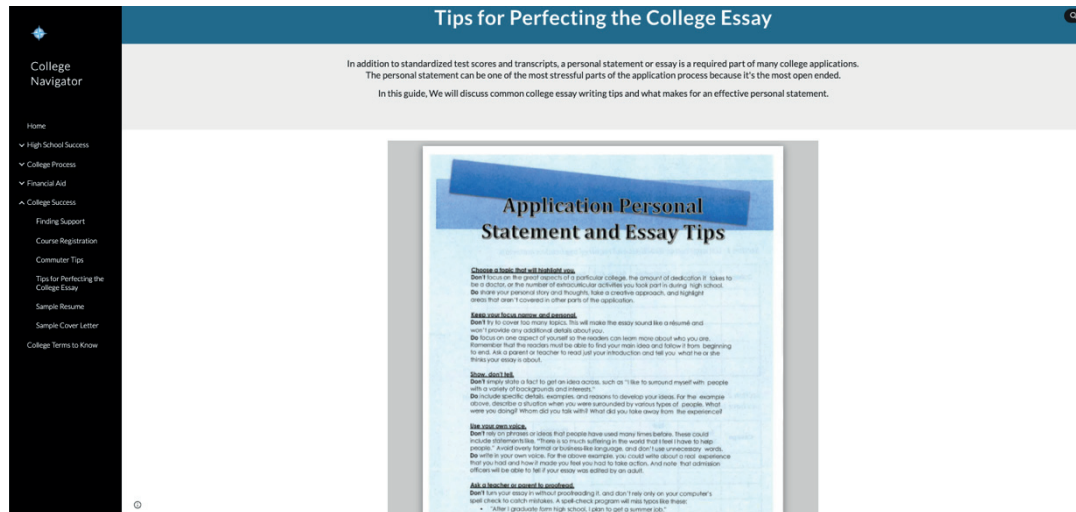 College
Navigator
Home
High School Success
College Process
Financial Aid
College Success
Finding Support
Course Registration
Commuter Tips
Tips for Perfecting the
College Essay
Sample Resume
Sample Cover Letter
College Terms to Know
Tips for Perfecting the College Essay
In addition to standardized test scores and transcripts, a personal statement or essay is a required part of many college applications.
The personal statement can be one of the most stressful parts of the application process because it's the most open ended.
In this guide, We will discuss common college essay writing tips and what makes for an effective personal statement.
Application Personal
Statement and Essay Tips
Choose a topic that will highlight you.
Don't focus on the great aspects of a particular college, the amount of dedication it takes to
be a doctor, or the number of extracurricular activities you took part in during high school.
Do share your personal story and thoughts, take a creative approach, and highlight
areas that aren't covered in other parts of the application.
Keep your focus narrow and personal.
Don't try to cover too many topics. This will make the essay sound like a résumé and
won't provide any additional details about you.
Do focus on one aspect of yourself so the readers can learn more about who you are.
Remember that the readers must be able to find your main idea and follow it from beginning
to end. Ask a parent or teacher to read just your introduction and tell you what he or she
thinks your essay is about.
Show, don't tell.
Don't simply state a fact to get an idea across, such as "I like to surround myself with people
with a variety of backgrounds and interests."
Do include specific details, examples, and reasons to develop your ideas. For the example
above, describe a situation when you were surrounded by various types of people. What
were you doing? Whom did you talk with? What did you take away from the experience?
Use your own voice.
Don't rely on phrases or ideas that people have used many times before. These could
include statements like, "There is so much suffering in the world that I feel I have to help
people." Avoid overly formal or business-like language, and don't use unnecessary words.
Do write in your own voice. For the above example, you could write about a real experience
that you had and how it made you feel you had to take action. And note that admission
officers will be able to tell if your essay was edited by an adult.
Ask a teacher or parent to proofread.
Don't turn your essay in without proofreading it, and don't rely only on your computer's
spell check to catch mistakes. A spell-check program will miss typos like these:
• "After I graduate form high school, I plan to get a summer job."